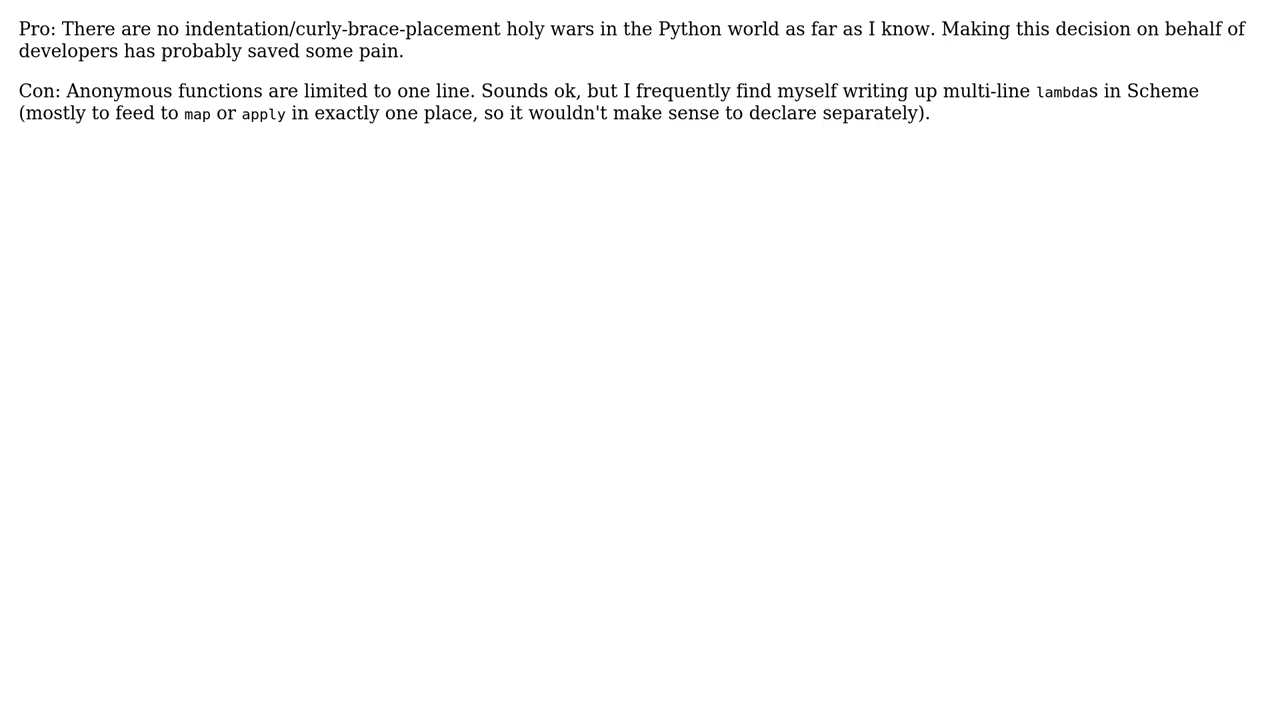 Pro: There are no indentation/curly-brace-placement holy wars in the Python world as far as I know. Making this decision on behalf of
developers has probably saved some pain.
Con: Anonymous functions are limited to one line. Sounds ok, but I frequently find myself writing up multi-line lambdas in Scheme
(mostly to feed to map or apply in exactly one place, so it wouldn't make sense to declare separately).